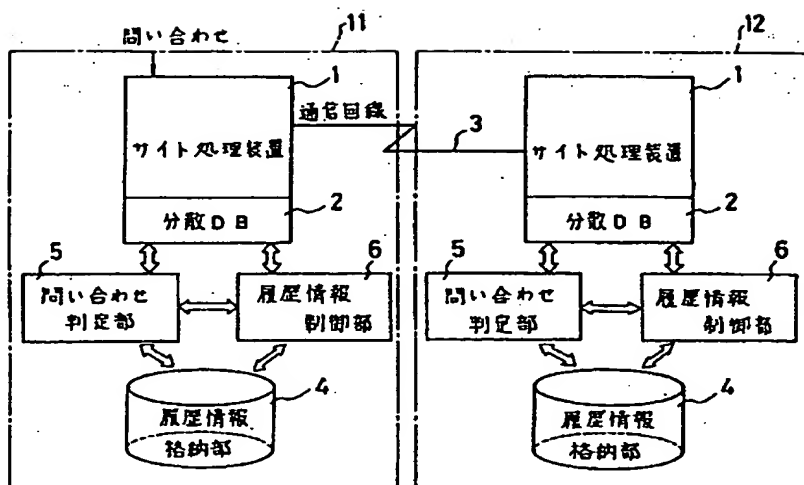 11
問い合わせ
1
通信回線
サイト処理装置
2
分散DB
5
問い合わせ
判定部
6
履歴情報
制御部
4
履歴情報
格納部
3
12
1
サイト処理装置
2
分散DB
5
問い合わせ
判定部
6
履歴情報
制御部
4
履歴情報
格納部